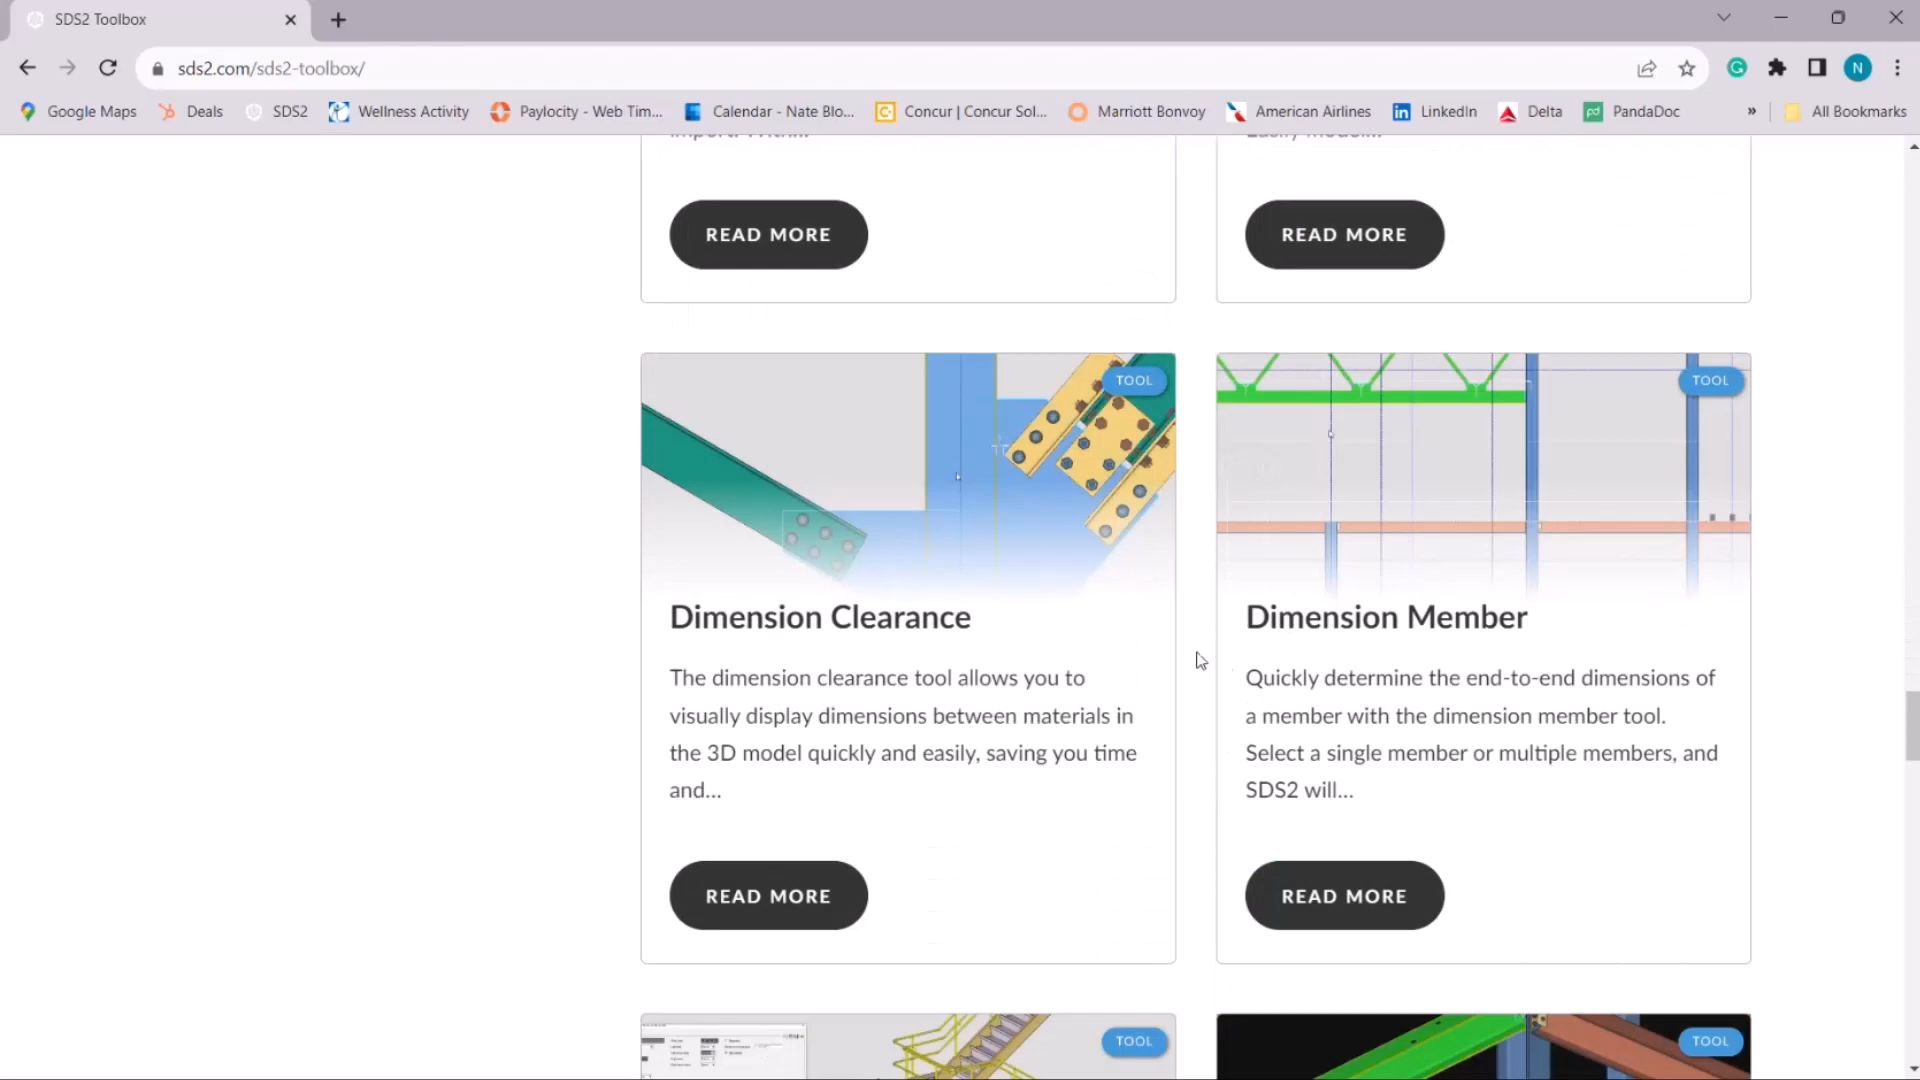 SDS2 Toolbox
sds2.com/sds2-toolbox/
N
Google Maps
Deals
SDS2
Wellness Activity
Paylocity - Web Tim...
Calendar - Nate Blo...
Concur | Concur Sol...
Marriott Bonvoy
American Airlines
LinkedIn
Delta
PandaDoc
»
All Bookmarks
READ MORE
READ MORE
TOOL
TOOL
Dimension Clearance
The dimension clearance tool allows you to
visually display dimensions between materials in
the 3D model quickly and easily, saving you time
and...
READ MORE
Dimension Member
Quickly determine the end-to-end dimensions of
a member with the dimension member tool.
Select a single member or multiple members, and
SDS2 will...
READ MORE
TOOL
TOOL